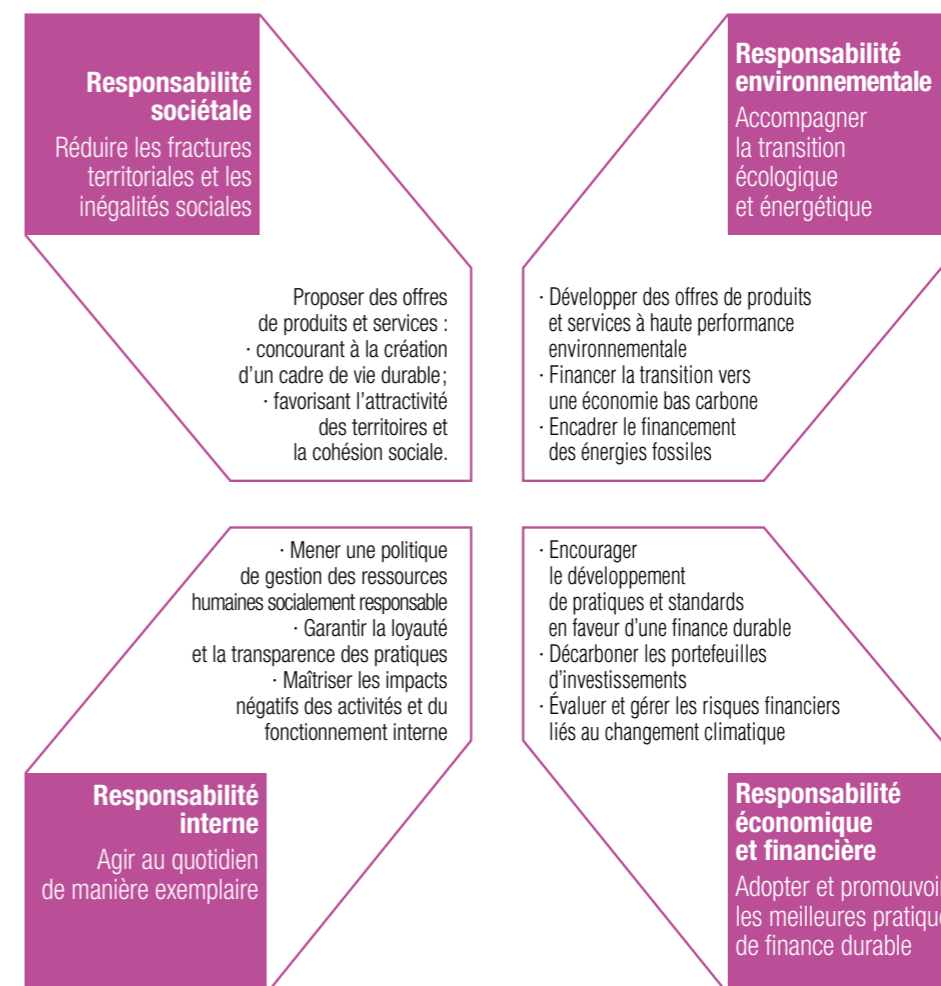 Responsabilité
sociétale
Réduire les fractures
territoriales et les
inégalités sociales
Proposer des offres
de produits et services :
· concourant à la création
d'un cadre de vie durable;
· favorisant l'attractivité
des territoires et
la cohésion sociale.
Responsabilité
environnementale
Accompagner
la transition
écologique
et énergétique
· Développer des offres de produits
et services à haute performance
environnementale
· Financer la transition vers
une économie bas carbone
· Encadrer le financement
des énergies fossiles
· Mener une politique
de gestion des ressources
humaines socialement responsable
· Garantir la loyauté
et la transparence des pratiques
· Maîtriser les impacts
négatifs des activités et du
fonctionnement interne
Responsabilité
interne
Agir au quotidien
de manière exemplaire
· Encourager
le développement
de pratiques et standards
en faveur d'une finance durable
· Décarboner les portefeuilles
d'investissements
· Évaluer et gérer les risques financiers
liés au changement climatique
Responsabilité
économique
et financière
Adopter et promouvoi
les meilleures pratique
de finance durable